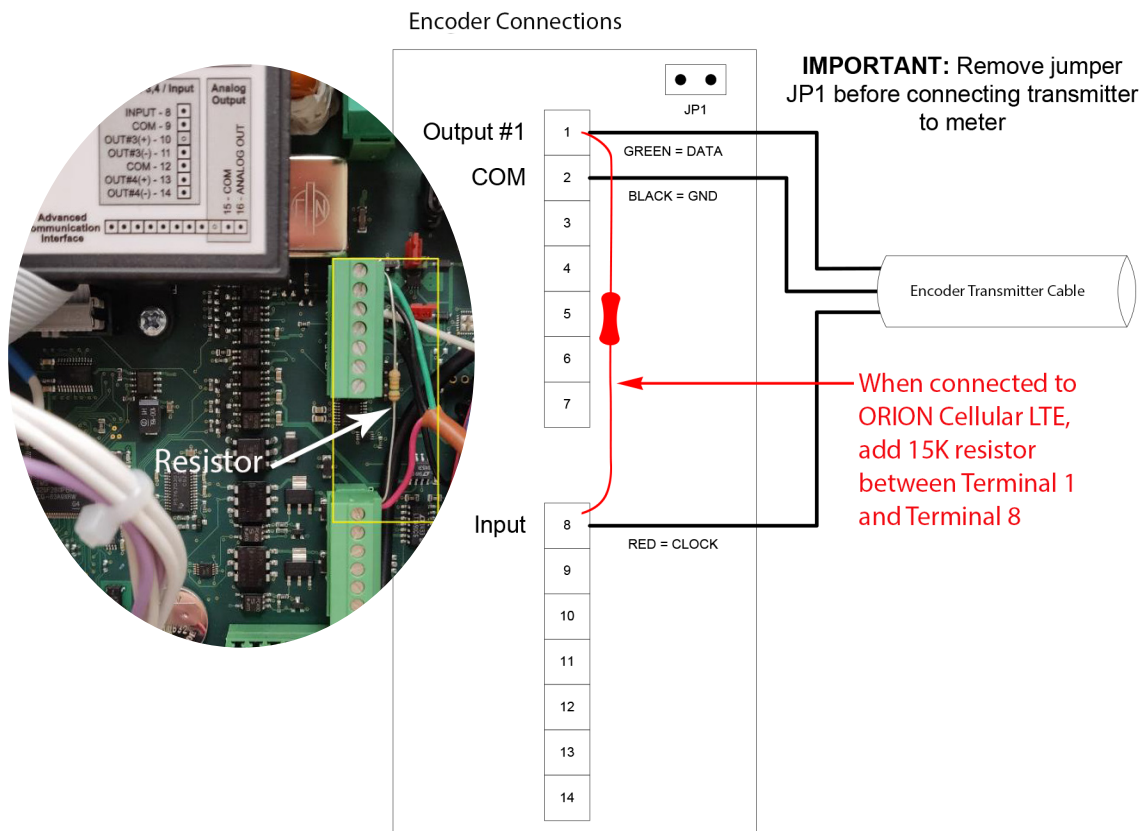 Encoder Connections
IMPORTANT: Remove jumper
JP1 before connecting transmitter
to meter
JP1
Output #1
COM
Input
1
2
3
4
5
6
7
8
9
10
11
12
13
14
GREEN = DATA
BLACK = GND
RED = CLOCK
Encoder Transmitter Cable
When connected to
ORION Cellular LTE,
add 15K resistor
between Terminal 1
and Terminal 8
Resistor
3,4 / Input
Analog
Output
INPUT - 8
COM - 9
OUT#3(+) - 10
OUT#3(-) - 11
COM - 12
OUT#4(+) - 13
OUT#4(-) - 14
15 - COM
16 - ANALOG OUT
Advanced
Communication
Interface